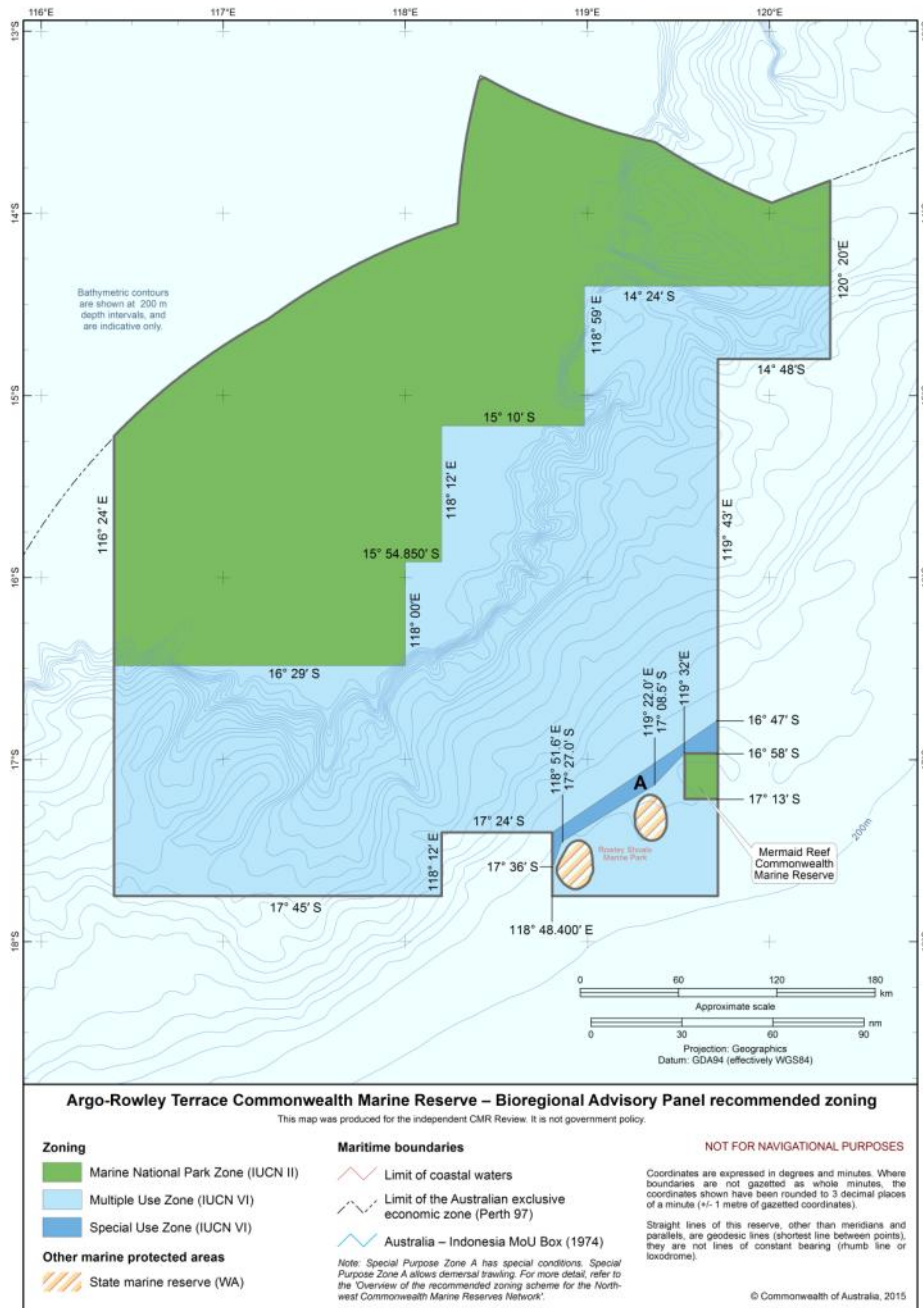 116°E
117°E
118°E
119°E
120°E
13°S
14°S
15°S
16°S
17°S
18°S
Bathymetric contours
are shown at 200 m
depth intervals, and
are indicative only.
120° 20'E
14° 24' S
118° 59' E
14° 48'S
15° 10' S
118° 12' E
116° 24' E
119° 43' E
15° 54.850' S
118° 00'E
16° 29' S
119° 22.0' E
17° 08.5' S
119° 32'E
16° 47' S
118° 51.6' E
17° 27.0' S
16° 58' S
A
17° 13' S
200m
17° 24' S
118° 12' E
Rowley Shoals
Marine Park
Mermaid Reef
Commonwealth
Marine Reserve
17° 36' S
17° 45' S
118° 48.400' E
0 60 120 180
km
Approximate scale
0 30 60 90
nm
Projection: Geographics
Datum: GDA94 (effectively WGS84)
Argo-Rowley Terrace Commonwealth Marine Reserve – Bioregional Advisory Panel recommended zoning
This map was produced for the independent CMR Review. It is not government policy.
Zoning
Marine National Park Zone (IUCN II)
Multiple Use Zone (IUCN VI)
Special Use Zone (IUCN VI)
Other marine protected areas
State marine reserve (WA)
Maritime boundaries
Limit of coastal waters
Limit of the Australian exclusive
economic zone (Perth 97)
Australia – Indonesia MoU Box (1974)
Note: Special Purpose Zone A has special conditions. Special
Purpose Zone A allows demersal trawling. For more detail, refer to
the 'Overview of the recommended zoning scheme for the North-
west Commonwealth Marine Reserves Network'.
NOT FOR NAVIGATIONAL PURPOSES
Coordinates are expressed in degrees and minutes. Where
boundaries are not gazetted as whole minutes, the
coordinates shown have been rounded to 3 decimal places
of a minute (+/- 1 metre of gazetted coordinates).
Straight lines of this reserve, other than meridians and
parallels, are geodesic lines (shortest line between points),
they are not lines of constant bearing (rhumb line or
loxodrome).
© Commonwealth of Australia, 2015